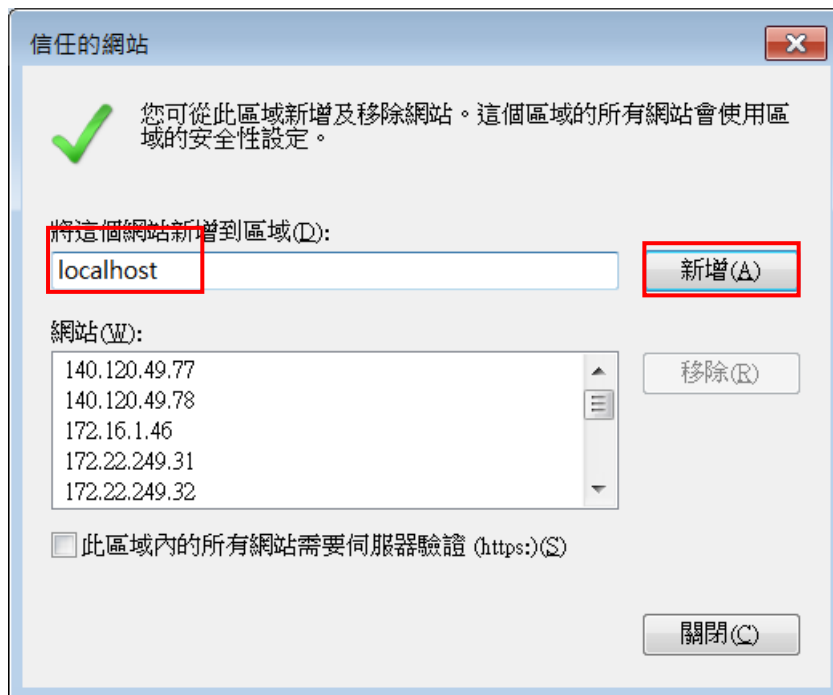 信任的網站
您可從此區域新增及移除網站。這個區域的所有網站會使用區
域的安全性設定。
將這個網站新增到區域(D):
localhost
新增(A)
網站(W):
140.120.49.77
140.120.49.78
172.16.1.46
172.22.249.31
172.22.249.32
移除(R)
此區域內的所有網站需要伺服器驗證 (https:)(S)
關閉(C)